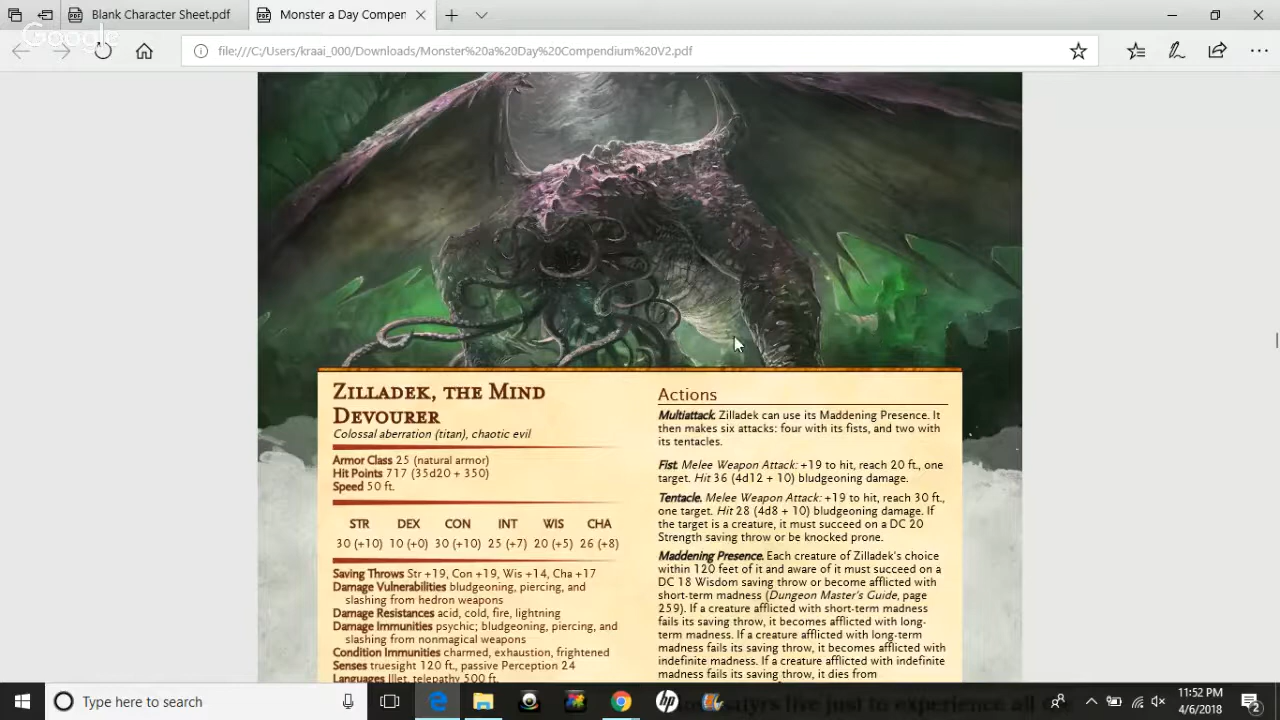 Blank Character Sheet.pdf
Monster a Day Compen
Google
file:///C:/Users/kraai_000/Downloads/Monster%20a%20Day%20Compendium%20V2.pdf
Zilladek, the Mind
Devourer
Colossal aberration (titan), chaotic evil
Armor Class 25 (natural armor)
Hit Points 717 (35d20 + 350)
Speed 50 ft.
STR DEX CON INT WIS CHA
30 (+10) 10 (+0) 30 (+10) 25 (+7) 20 (+5) 26 (+8)
Saving Throws Str +19, Con +19, Wis +14, Cha +17
Damage Vulnerabilities bludgeoning, piercing, and
slashing from hedron weapons
Damage Resistances acid, cold, fire, lightning
Damage Immunities psychic; bludgeoning, piercing, and
slashing from nonmagical weapons
Condition Immunities charmed, exhaustion, frightened
Senses truesight 120 ft., passive Perception 24
Languages Illet, telepathy 500 ft.
Actions
Multiattack. Zilladek can use its Maddening Presence. It
then makes six attacks: four with its fists, and two with
its tentacles.
Fist. Melee Weapon Attack: +19 to hit, reach 20 ft., one
target. Hit 36 (4d12 + 10) bludgeoning damage.
Tentacle. Melee Weapon Attack: +19 to hit, reach 30 ft.,
one target. Hit 28 (4d8 + 10) bludgeoning damage. If
the target is a creature, it must succeed on a DC 20
Strength saving throw or be knocked prone.
Maddening Presence. Each creature of Zilladek's choice
within 120 feet of it and aware of it must succeed on a
DC 18 Wisdom saving throw or become afflicted with
short-term madness (Dungeon Master's Guide, page
259). If a creature afflicted with short-term madness
fails its saving throw, it becomes afflicted with long-
term madness. If a creature afflicted with long-term
madness fails its saving throw, it becomes afflicted with
indefinite madness. If a creature afflicted with indefinite
madness fails its saving throw, it dies from
Type here to search
hp
11:52 PM
4/6/2018
2
satyrs live just to experience all